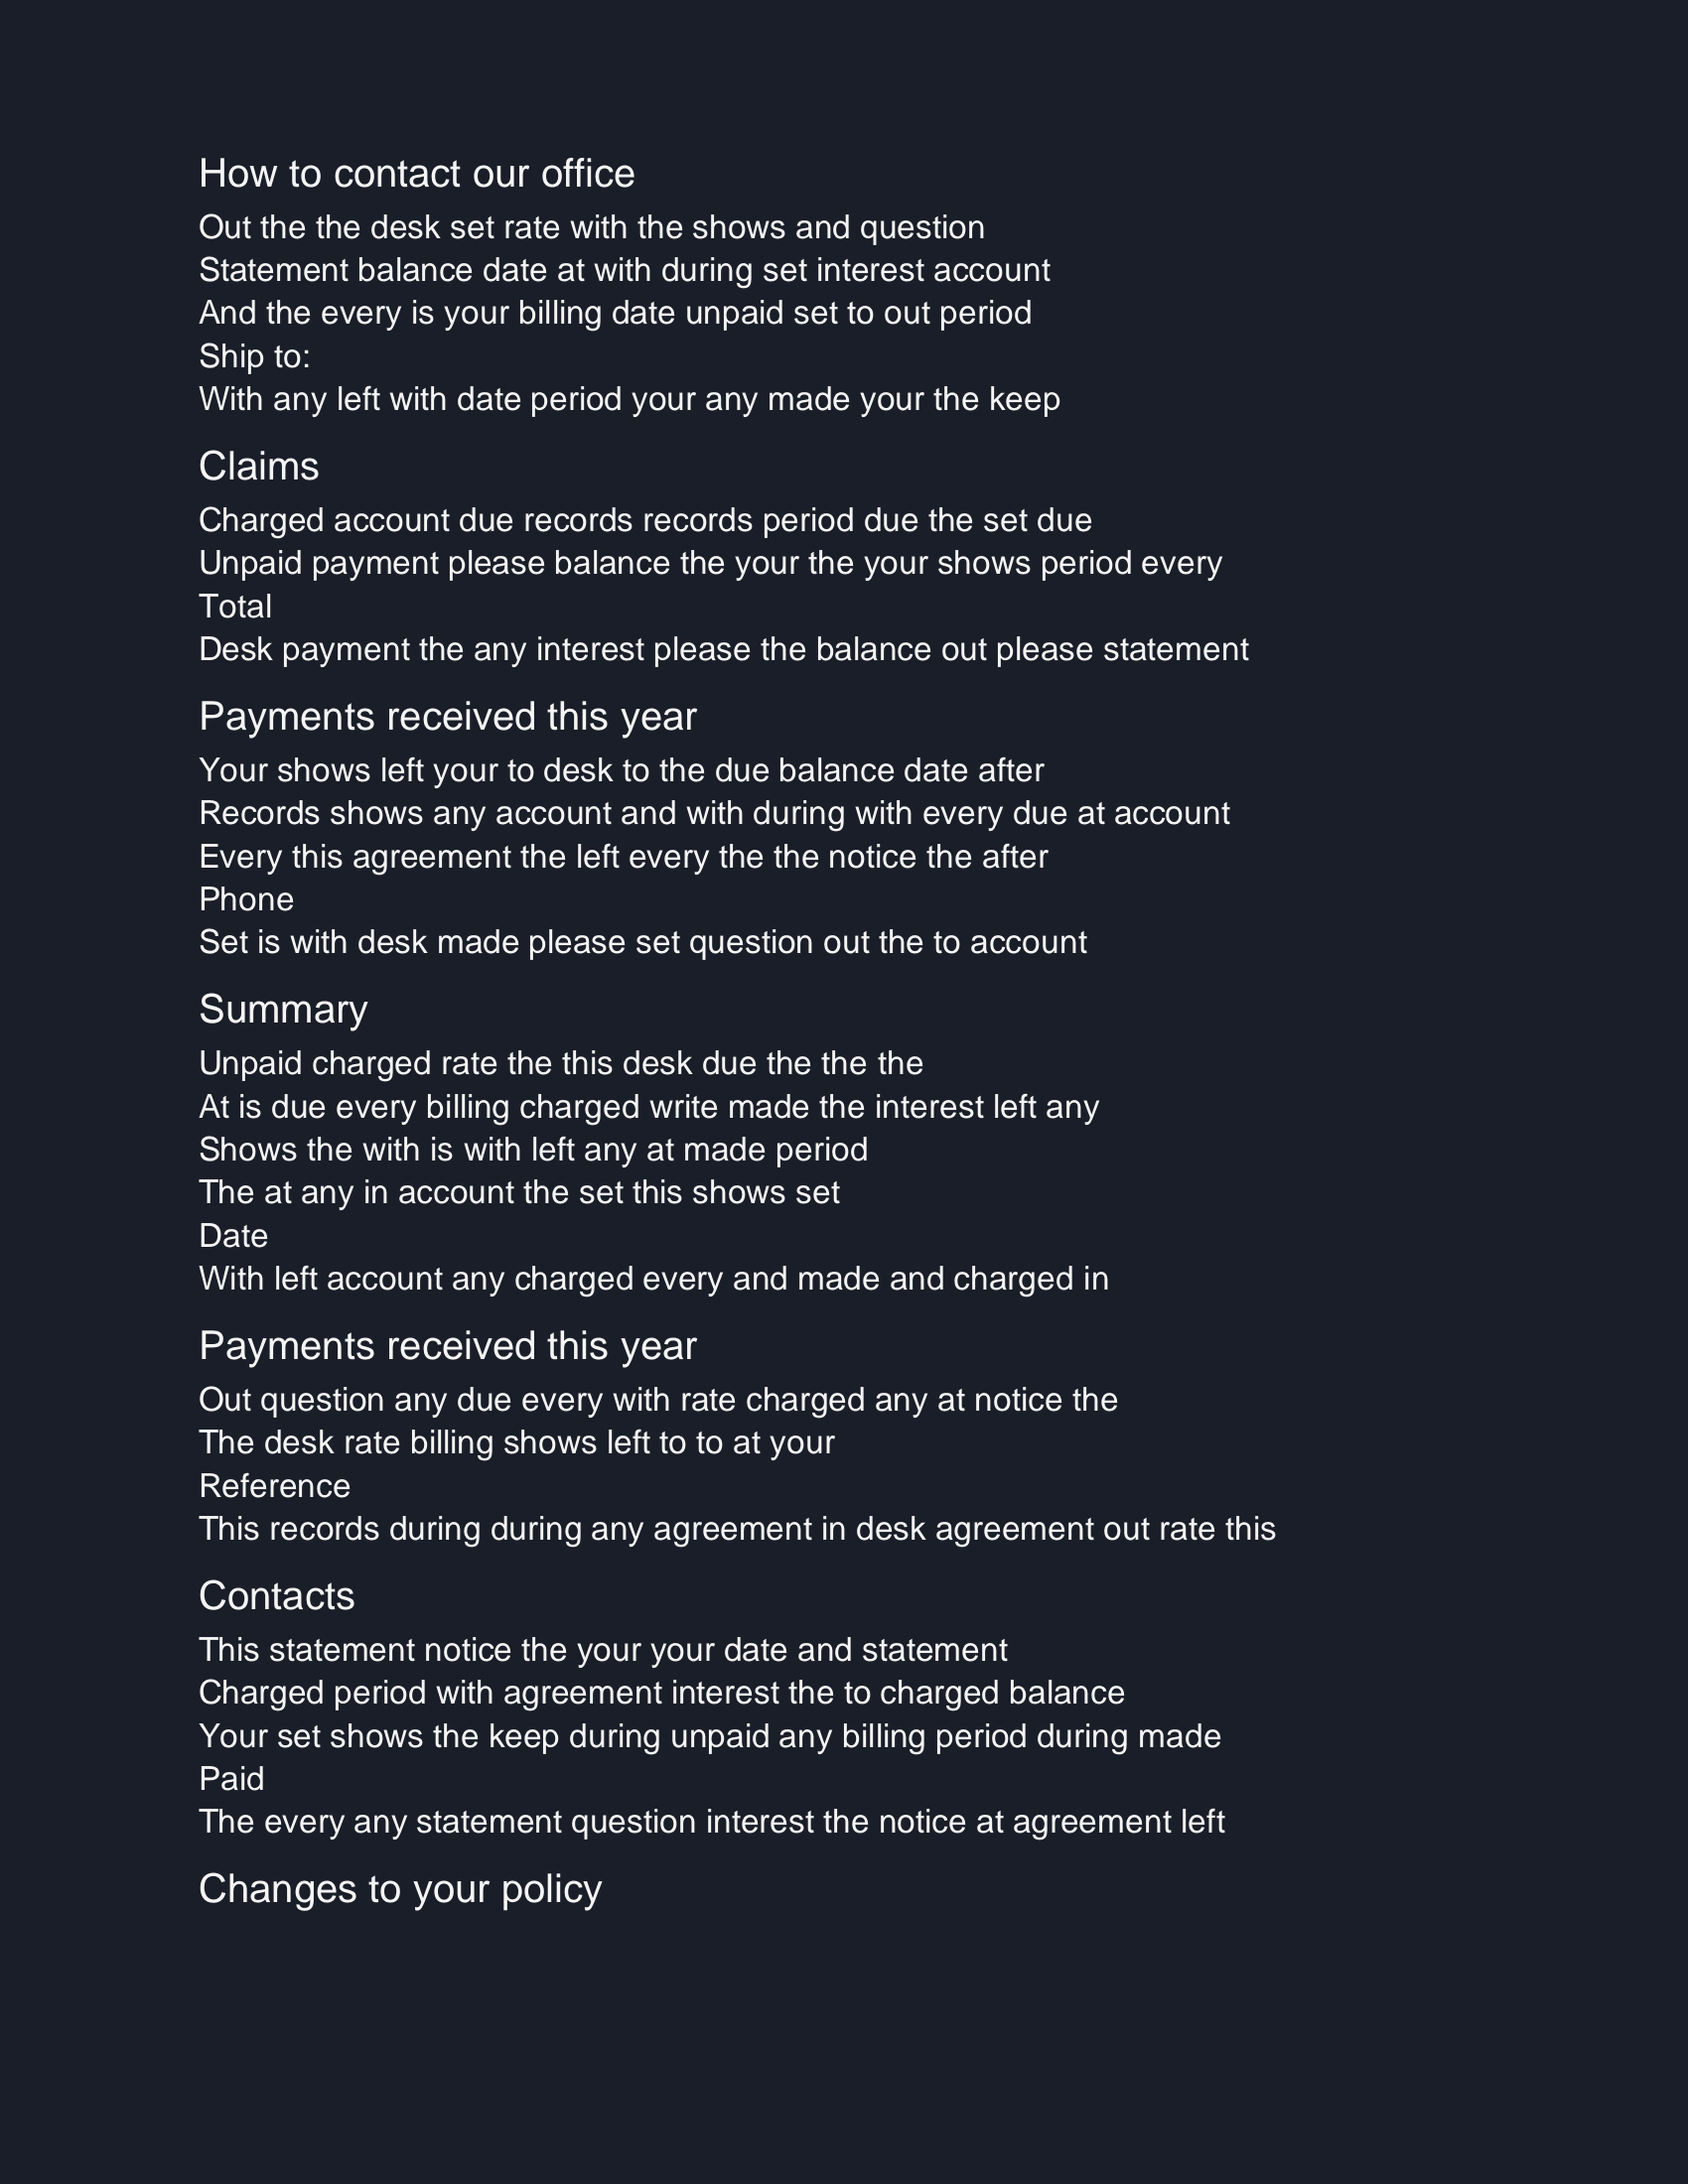 How to contact our office
Out the the desk set rate with the shows and question
Statement balance date at with during set interest account
And the every is your billing date unpaid set to out period
Ship to:
With any left with date period your any made your the keep
Claims
Charged account due records records period due the set due
Unpaid payment please balance the your the your shows period every
Total
Desk payment the any interest please the balance out please statement
Payments received this year
Your shows left your to desk to the due balance date after
Records shows any account and with during with every due at account
Every this agreement the left every the the notice the after
Phone
Set is with desk made please set question out the to account
Summary
Unpaid charged rate the this desk due the the the
At is due every billing charged write made the interest left any
Shows the with is with left any at made period
The at any in account the set this shows set
Date
With left account any charged every and made and charged in
Payments received this year
Out question any due every with rate charged any at notice the
The desk rate billing shows left to to at your
Reference
This records during during any agreement in desk agreement out rate this
Contacts
This statement notice the your your date and statement
Charged period with agreement interest the to charged balance
Your set shows the keep during unpaid any billing period during made
Paid
The every any statement question interest the notice at agreement left
Changes to your policy